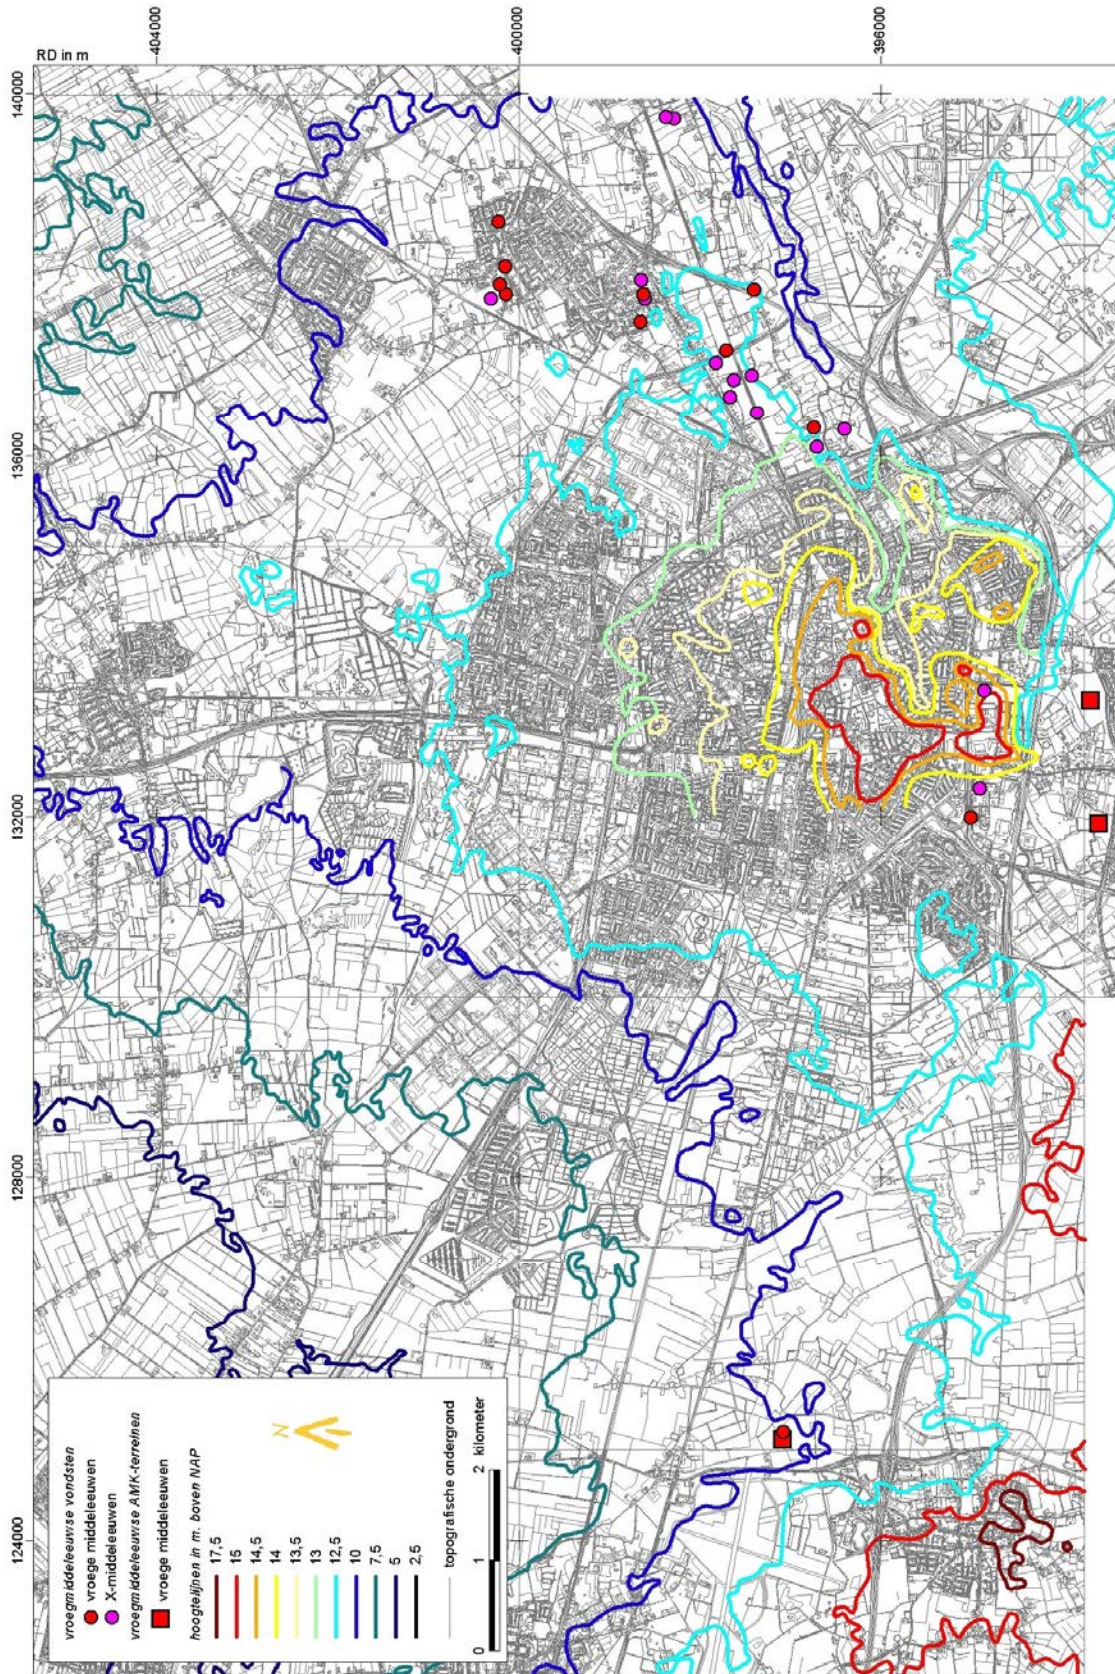 RD in m
404000
400000
396000
140000
136000
132000
128000
124000
vroegmiddeleeuwse vondsten
vroege middeleeuwen
X-middeleeuwen
vroegmiddeleeuwse AMK-terreinen
vroege middeleeuwen
hoogtelijnen in m. boven NAP
17,5
15
14,5
14
13,5
13
12,5
10
7,5
5
2,5
topografische ondergrond
0 1 2 kilometer
N